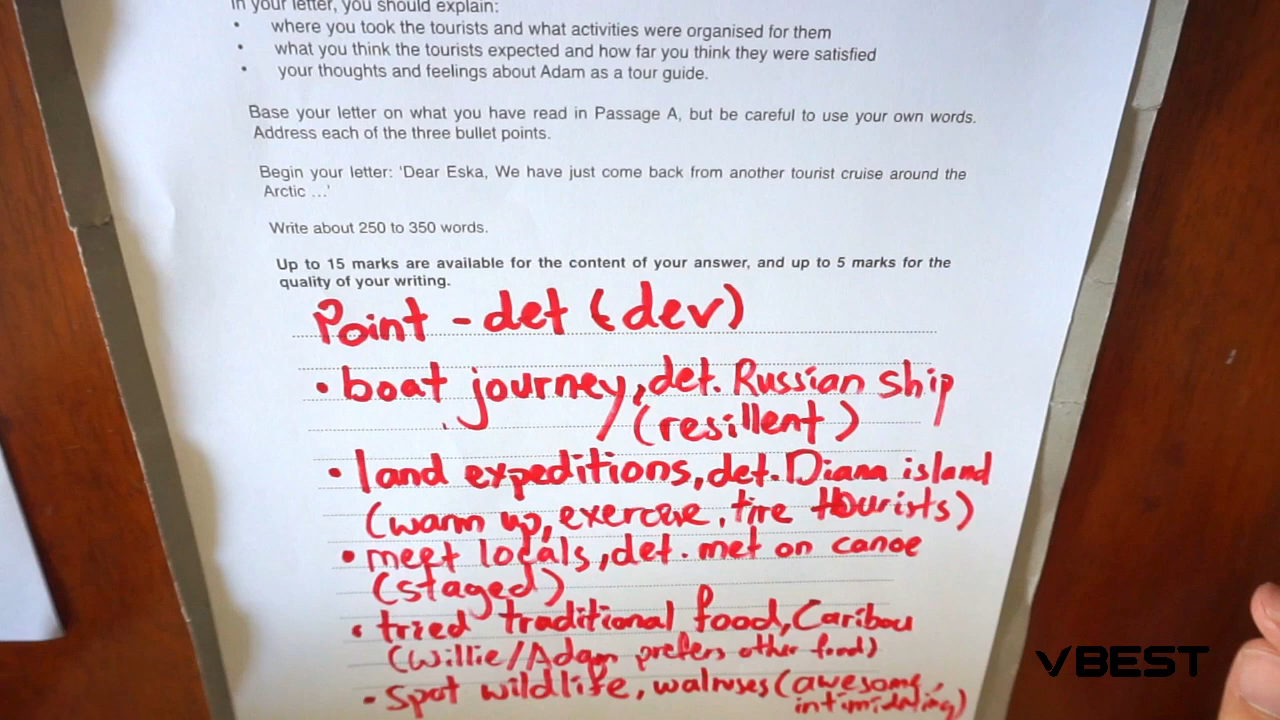 In your letter, you should explain:
• where you took the tourists and what activities were organised for them
• what you think the tourists expected and how far you think they were satisfied
• your thoughts and feelings about Adam as a tour guide.
Base your letter on what you have read in Passage A, but be careful to use your own words.
Address each of the three bullet points.
Begin your letter: 'Dear Eska, We have just come back from another tourist cruise around the
Arctic ...'
Write about 250 to 350 words.
Up to 15 marks are available for the content of your answer, and up to 5 marks for the
quality of your writing.
Point - det (dev)
• boat journey, det. Russian ship
(resillent)
• land expeditions, det. Diana island
(warm up, exercise, tire tourists)
• meet locals, det. met on canoe
(staged)
• tried traditional food, Caribou
(Willie/Adam prefers other food)
• Spot wildlife, walruses (awesome,
intimidating)
VBEST